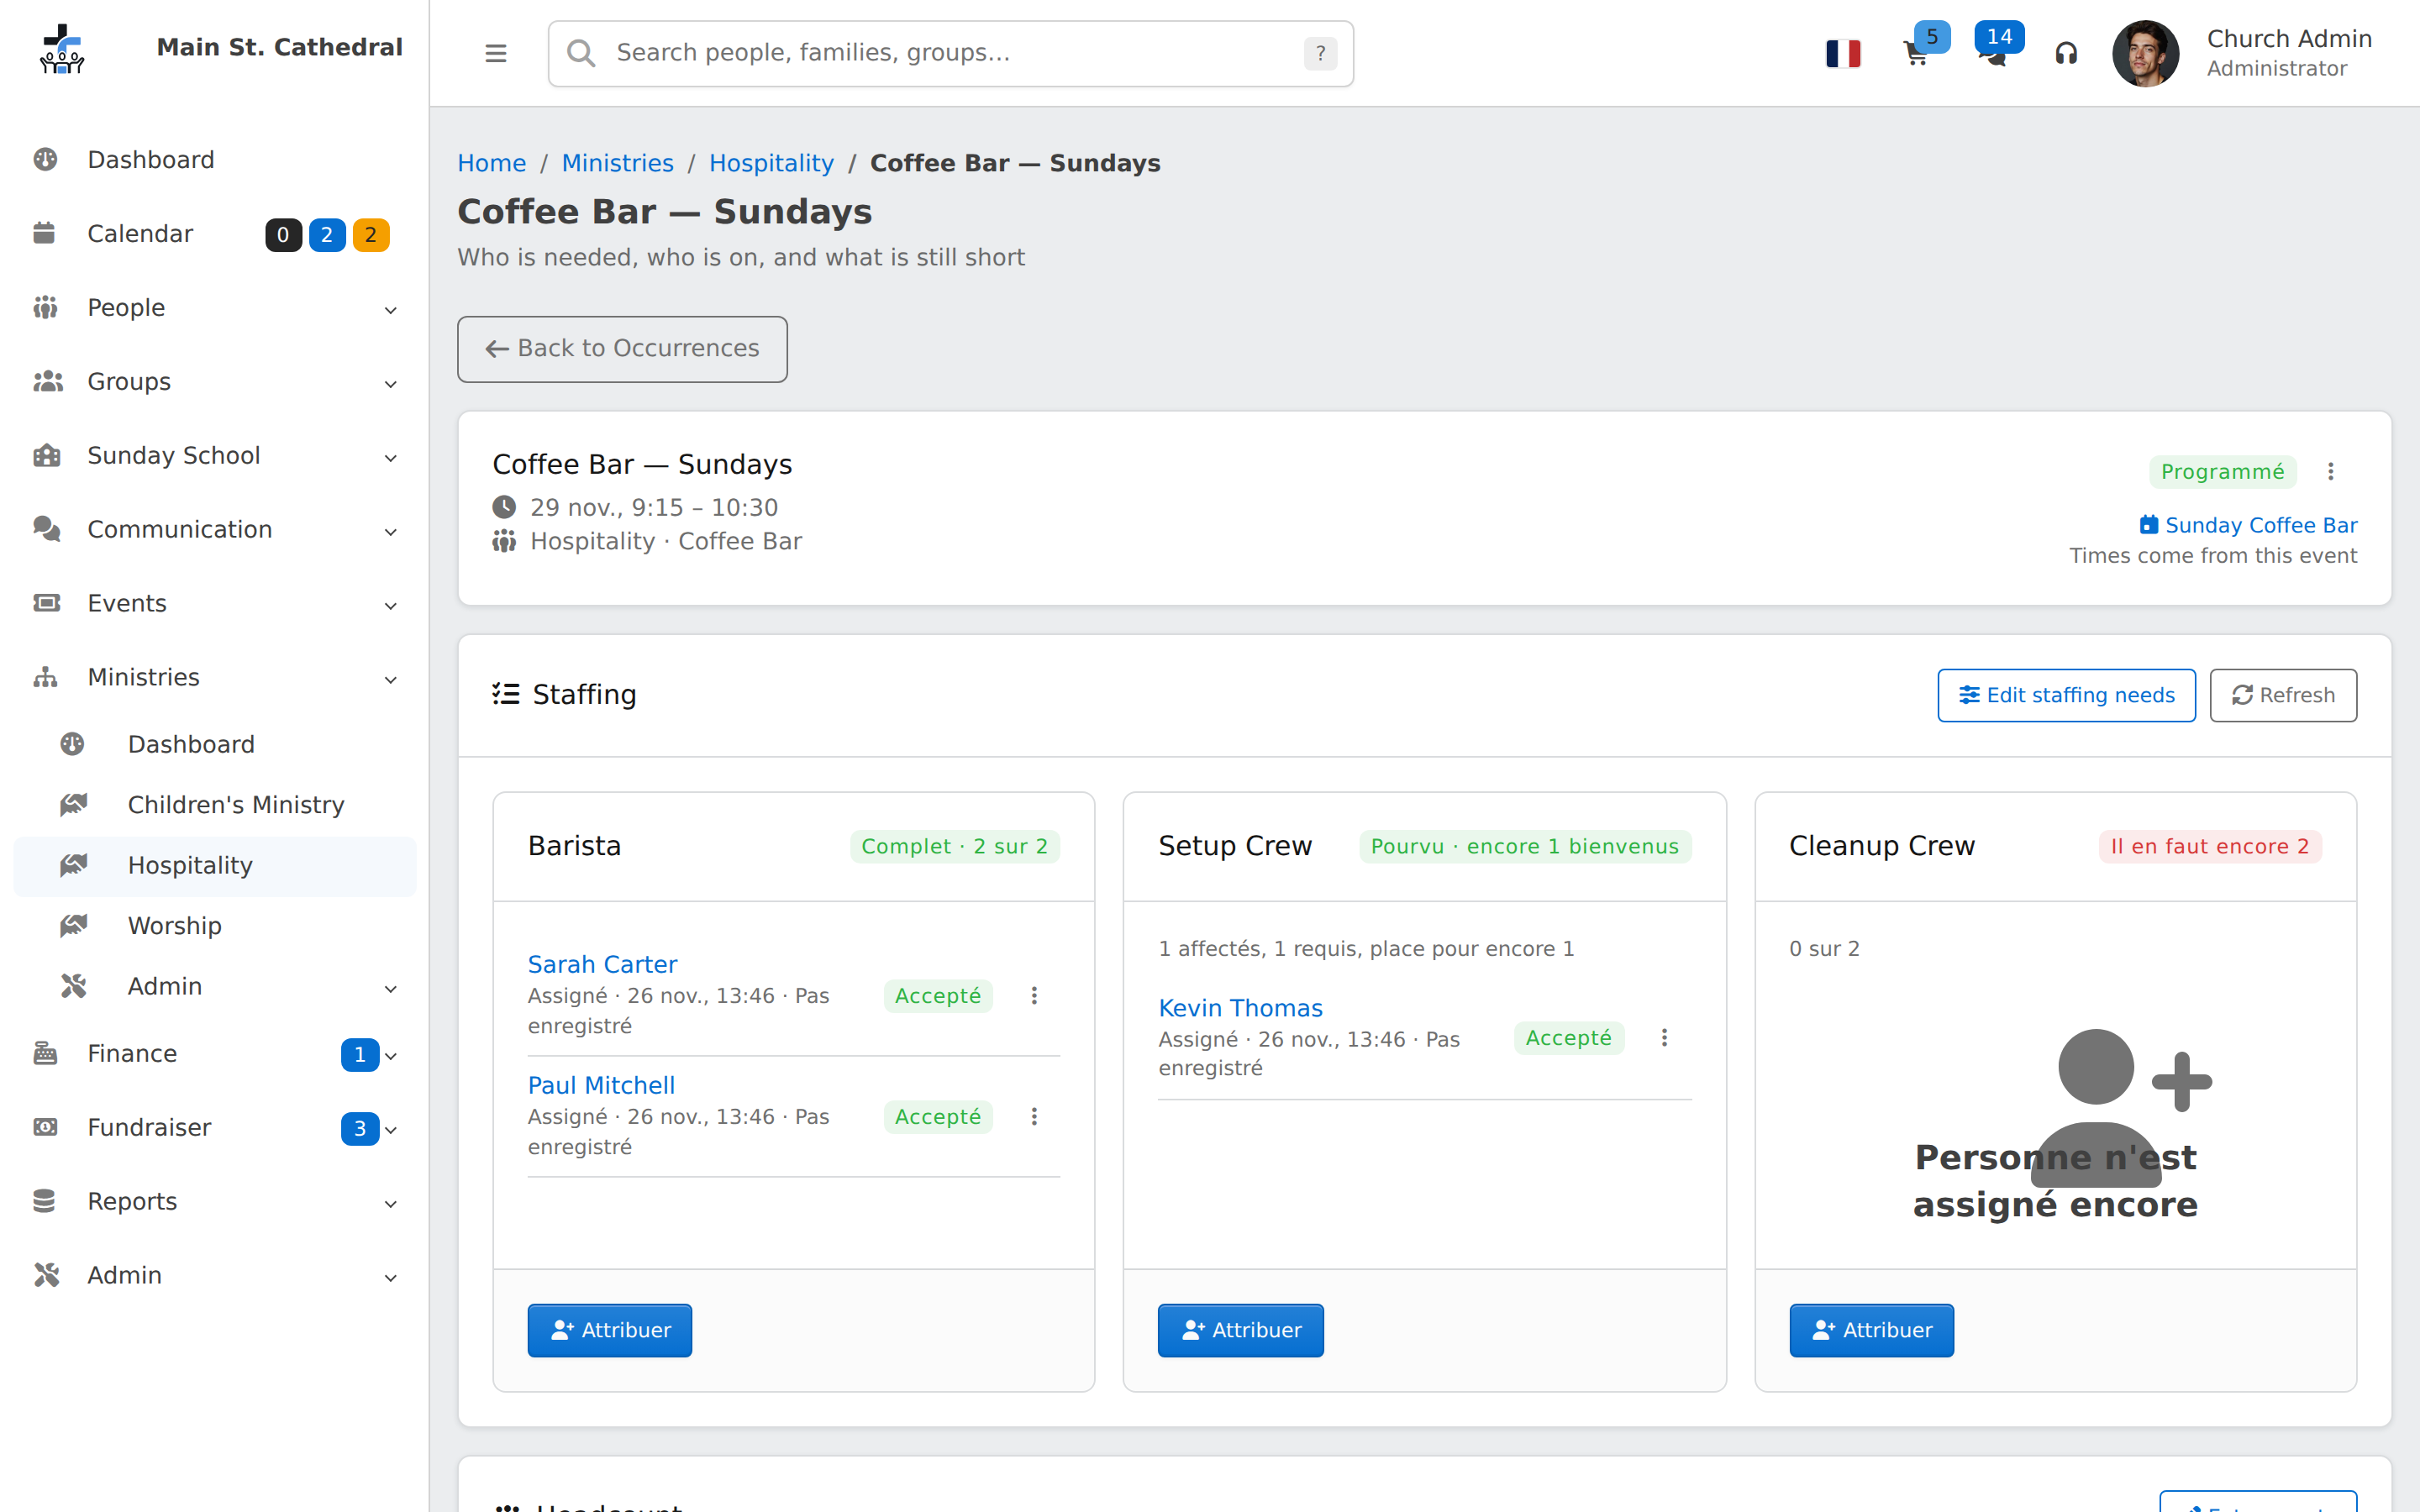 Main St. Cathedral
Search people, families, groups...
?
5
14
Church Admin
Administrator
Dashboard
Calendar 0 2 2
People
Groups
Sunday School
Communication
Events
Ministries
Dashboard
Children's Ministry
Hospitality
Worship
Admin
Finance 1
Fundraiser 3
Reports
Admin
Home / Ministries / Hospitality / Coffee Bar — Sundays
Coffee Bar — Sundays
Who is needed, who is on, and what is still short
Back to Occurrences
Coffee Bar — Sundays
29 nov., 9:15 – 10:30
Hospitality · Coffee Bar
Programmé
Sunday Coffee Bar
Times come from this event
Staffing
Edit staffing needs
Refresh
Barista
Complet · 2 sur 2
Sarah Carter
Assigné · 26 nov., 13:46 · Pas
enregistré
Accepté
Paul Mitchell
Assigné · 26 nov., 13:46 · Pas
enregistré
Accepté
Attribuer
Setup Crew
Pourvu · encore 1 bienvenus
1 affectés, 1 requis, place pour encore 1
Kevin Thomas
Assigné · 26 nov., 13:46 · Pas
enregistré
Accepté
Attribuer
Cleanup Crew
Il en faut encore 2
0 sur 2
Personne n'est
assigné encore
Attribuer
Headcount